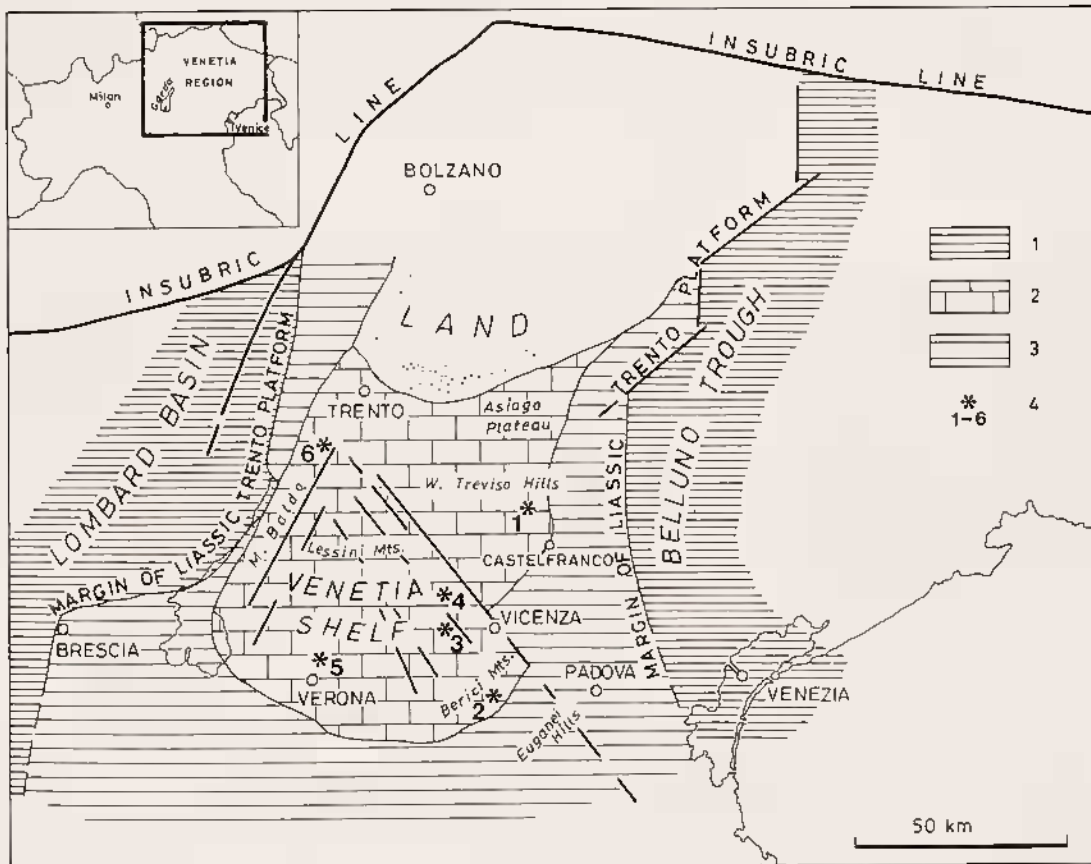 VENETIA
REGION
Milan
Garda
Venice
INSUBRIC LINE
INSUBRIC LINE
BOLZANO
LAND
LOMBARD BASIN
MARGIN OF LIASSIC TRENTO PLATFORM
TRENTO
Asiago
Plateau
MARGIN OF LIASSIC TRENTO PLATFORM
BELLUNO TROUGH
1
2
3
* 4
1-6
6*
M. Baldo
W. Treviso Hills
1*
Lessini Mts.
CASTELFRANCO
VENETIA
SHELF
*4
*3
VICENZA
BRESCIA
*5
VERONA
Berici Mts.
2*
PADOVA
Euganei
Hills
VENEZIA
50 km